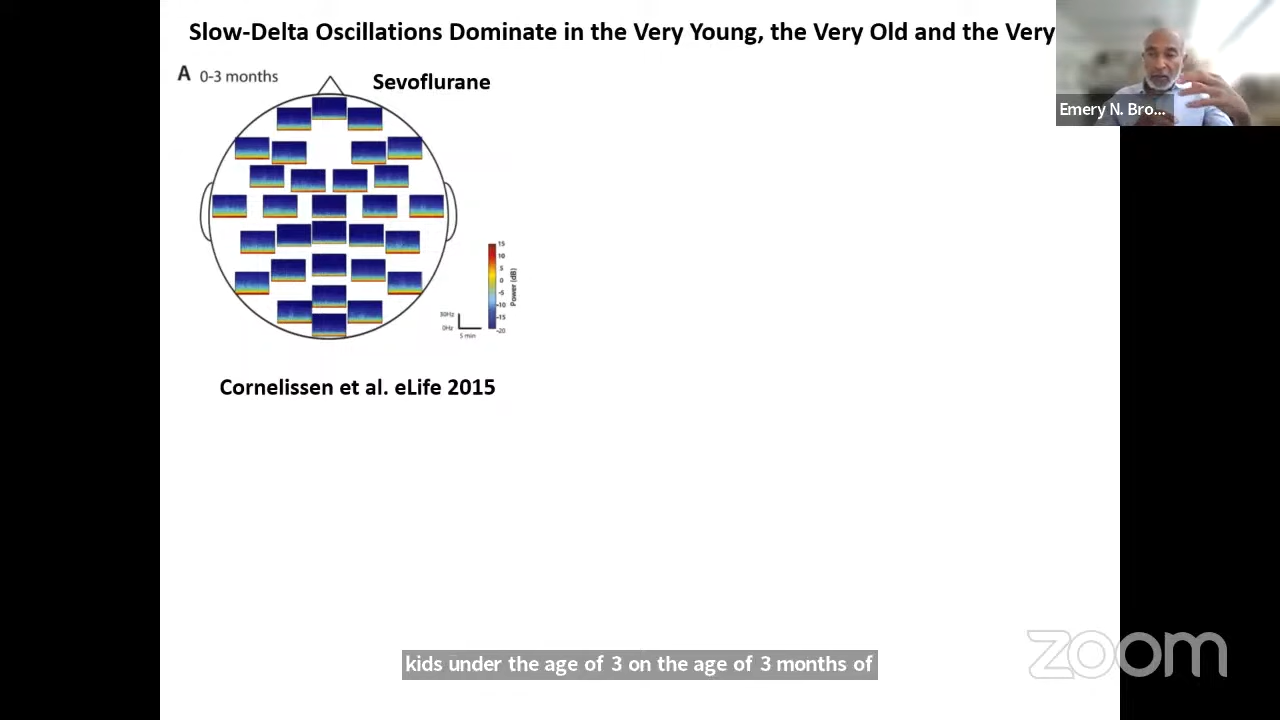 Slow-Delta Oscillations Dominate in the Very Young, the Very Old and the Very
A 0-3 months
Sevoflurane
Emery N. Bro...
15
10
5
0
-5
-10
-15
-20
Power (dB)
30Hz
0Hz
5 min
Cornelissen et al. eLife 2015
kids under the age of 3 on the age of 3 months of
zoom